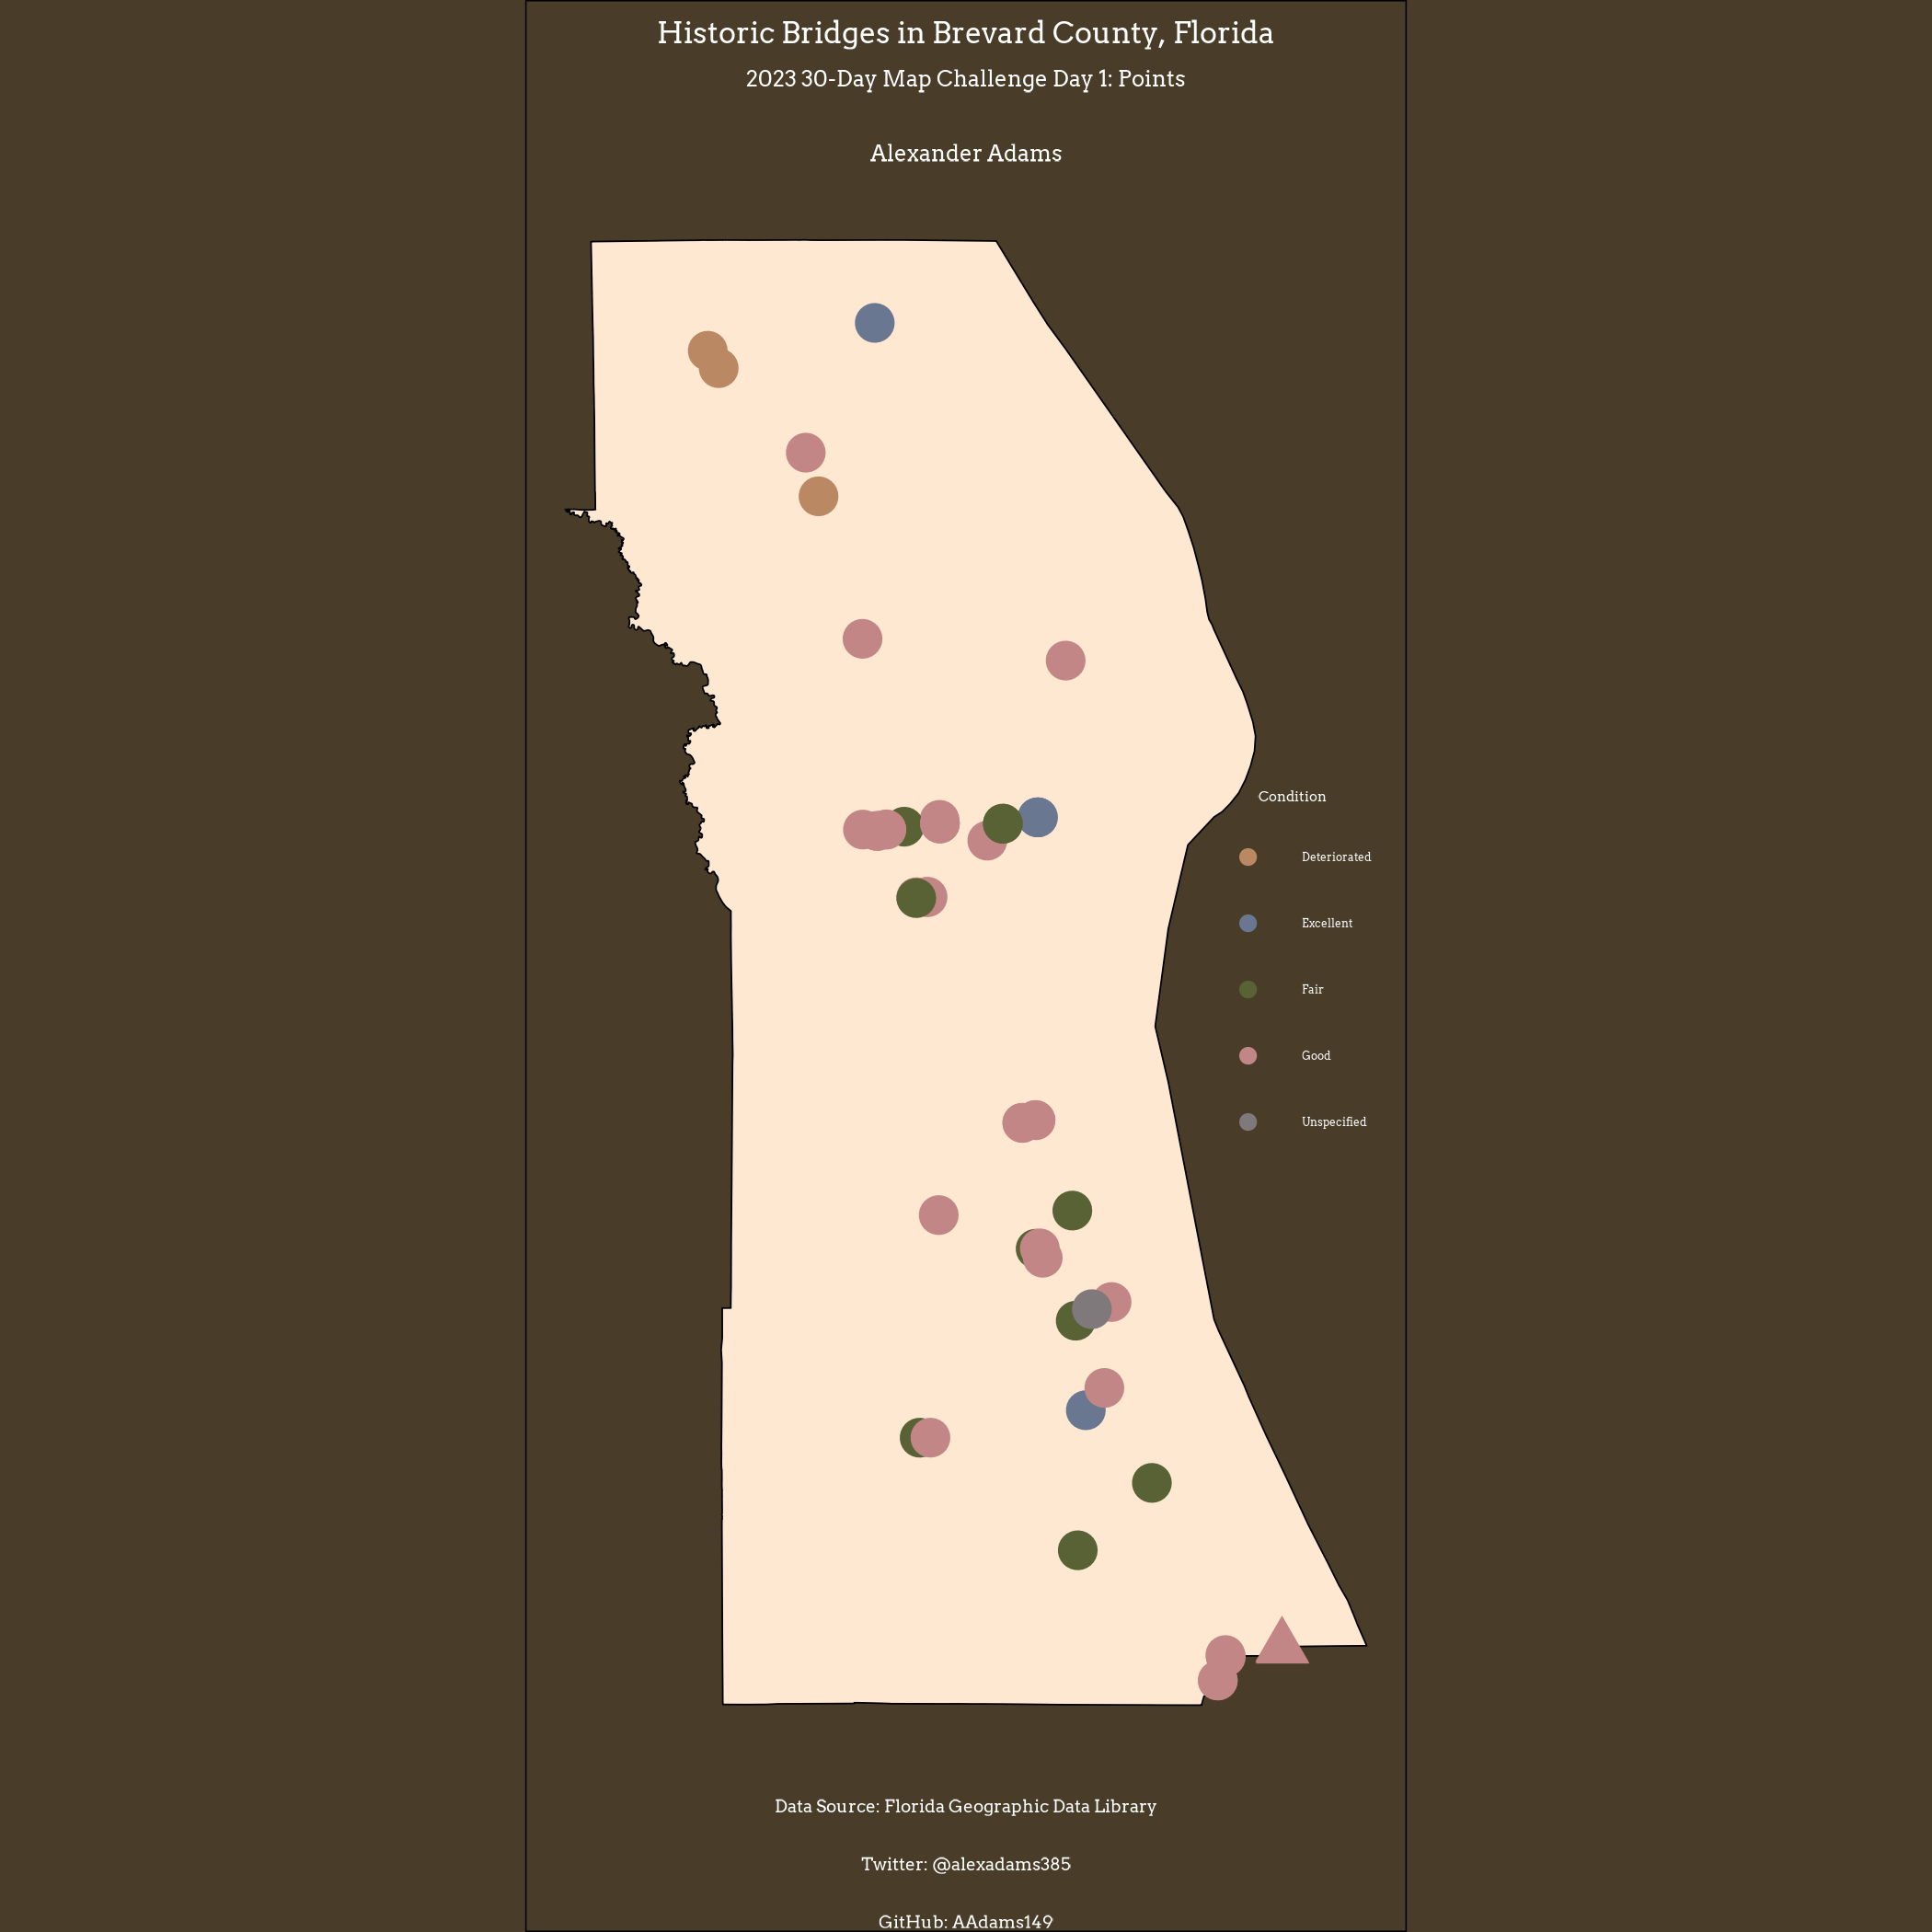 Historic Bridges in Brevard County, Florida
2023 30-Day Map Challenge Day 1: Points
Alexander Adams
Condition
Deteriorated
Excellent
Fair
Good
Unspecified
Data Source: Florida Geographic Data Library
Twitter: @alexadams385
GitHub: AAdams149